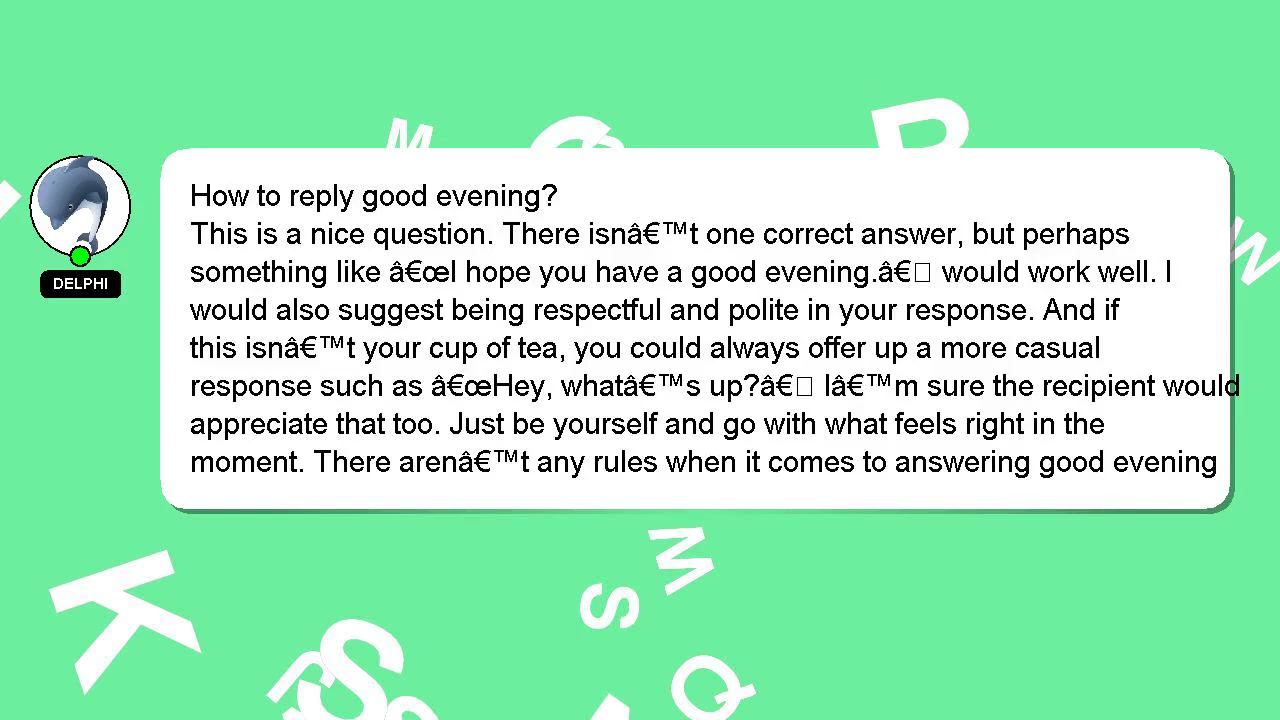 M
R
W
DELPHI
How to reply good evening?
This is a nice question. There isnâ€™t one correct answer, but perhaps
something like â€œI hope you have a good evening.â€□ would work well. I
would also suggest being respectful and polite in your response. And if
this isnâ€™t your cup of tea, you could always offer up a more casual
response such as â€œHey, whatâ€™s up?â€□ Iâ€™m sure the recipient would
appreciate that too. Just be yourself and go with what feels right in the
moment. There arenâ€™t any rules when it comes to answering good evening
M
S
K
S
Q